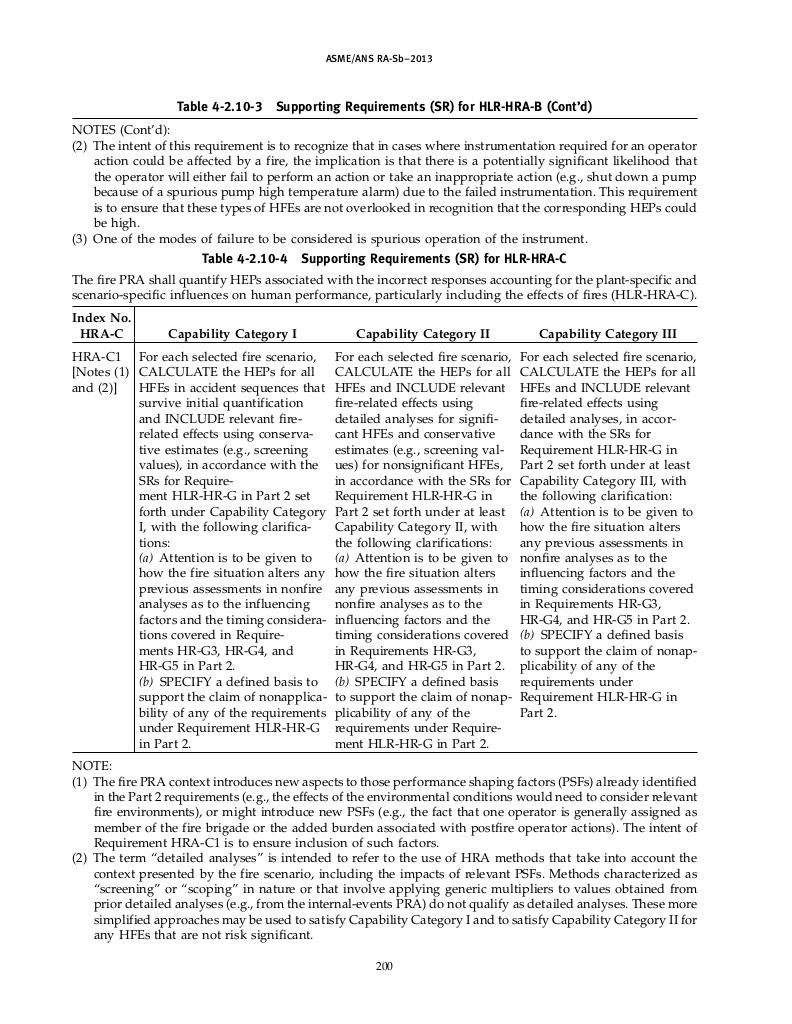 ASME/ANS RA-Sb–2013
Table 4-2.10-3 Supporting Requirements (SR) for HLR-HRA-B (Cont’d)
NOTES (Cont’d):
(2) The intent of this requirement is to recognize that in cases where instrumentation required for an operator
action could be affected by a fire, the implication is that there is a potentially significant likelihood that
the operator will either fail to perform an action or take an inappropriate action (e.g., shut down a pump
because of a spurious pump high temperature alarm) due to the failed instrumentation. This requirement
is to ensure that these types of HFEs are not overlooked in recognition that the corresponding HEPs could
be high.
(3) One of the modes of failure to be considered is spurious operation of the instrument.
Table 4-2.10-4 Supporting Requirements (SR) for HLR-HRA-C
The fire PRA shall quantify HEPs associated with the incorrect responses accounting for the plant-specific and
scenario-specific influences on human performance, particularly including the effects of fires (HLR-HRA-C).
Index No.
HRA-C
Capability Category I
Capability Category II
Capability Category III
HRA-C1
[Notes (1)
and (2)]
For each selected fire scenario,
CALCULATE the HEPs for all
HFEs in accident sequences that
survive initial quantification
and INCLUDE relevant fire-
related effects using conserva-
tive estimates (e.g., screening
values), in accordance with the
SRs for Require-
ment HLR-HR-G in Part 2 set
forth under Capability Category
I, with the following clarifica-
tions:
(a) Attention is to be given to
how the fire situation alters any
previous assessments in nonfire
analyses as to the influencing
factors and the timing considera-
tions covered in Require-
ments HR-G3, HR-G4, and
HR-G5 in Part 2.
(b) SPECIFY a defined basis to
support the claim of nonapplica-
bility of any of the requirements
under Requirement HLR-HR-G
in Part 2.
For each selected fire scenario,
CALCULATE the HEPs for all
HFEs and INCLUDE relevant
fire-related effects using
detailed analyses for signifi-
cant HFEs and conservative
estimates (e.g., screening val-
ues) for nonsignificant HFEs,
in accordance with the SRs for
Requirement HLR-HR-G in
Part 2 set forth under at least
Capability Category II, with
the following clarifications:
(a) Attention is to be given to
how the fire situation alters
any previous assessments in
nonfire analyses as to the
influencing factors and the
timing considerations covered
in Requirements HR-G3,
HR-G4, and HR-G5 in Part 2.
(b) SPECIFY a defined basis
to support the claim of nonap-
plicability of any of the
requirements under Require-
ment HLR-HR-G in Part 2.
For each selected fire scenario,
CALCULATE the HEPs for all
HFEs and INCLUDE relevant
fire-related effects using
detailed analyses, in accor-
dance with the SRs for
Requirement HLR-HR-G in
Part 2 set forth under at least
Capability Category III, with
the following clarification:
(a) Attention is to be given to
how the fire situation alters
any previous assessments in
nonfire analyses as to the
influencing factors and the
timing considerations covered
in Requirements HR-G3,
HR-G4, and HR-G5 in Part 2.
(b) SPECIFY a defined basis
to support the claim of nonap-
plicability of any of the
requirements under
Requirement HLR-HR-G in
Part 2.
NOTE:
(1) The fire PRA context introduces new aspects to those performance shaping factors (PSFs) already identified
in the Part 2 requirements (e.g., the effects of the environmental conditions would need to consider relevant
fire environments), or might introduce new PSFs (e.g., the fact that one operator is generally assigned as
member of the fire brigade or the added burden associated with postfire operator actions). The intent of
Requirement HRA-C1 is to ensure inclusion of such factors.
(2) The term “detailed analyses” is intended to refer to the use of HRA methods that take into account the
context presented by the fire scenario, including the impacts of relevant PSFs. Methods characterized as
“screening” or “scoping” in nature or that involve applying generic multipliers to values obtained from
prior detailed analyses (e.g., from the internal-events PRA) do not qualify as detailed analyses. These more
simplified approaches may be used to satisfy Capability Category I and to satisfy Capability Category II for
any HFEs that are not risk significant.
200